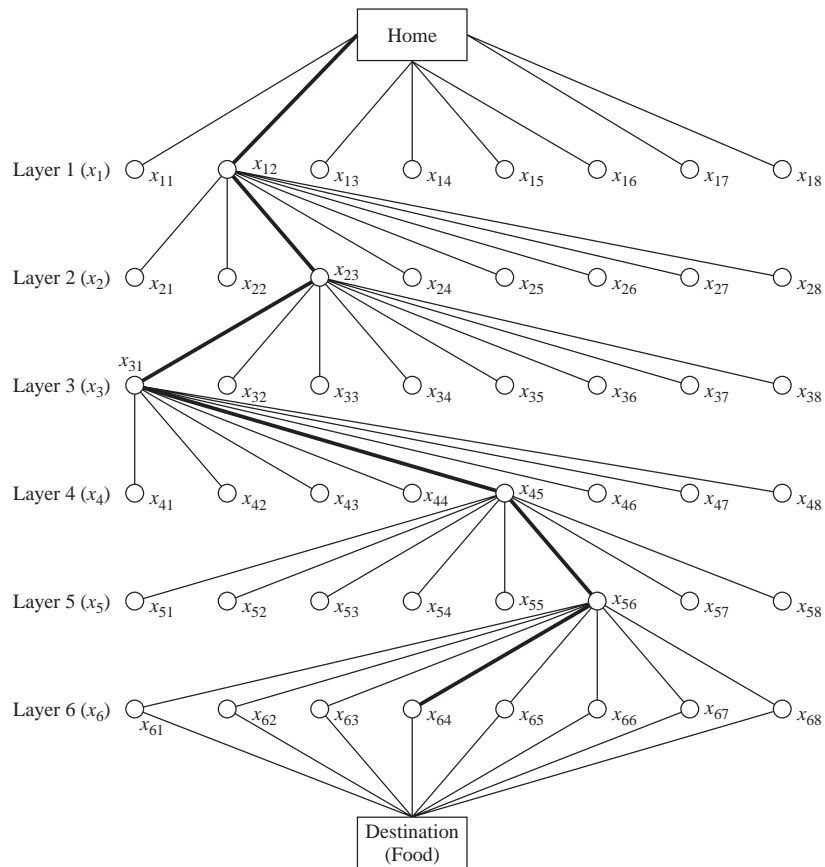 Home
Layer 1 (x₁) x₁₁ x₁₂ x₁₃ x₁₄ x₁₅ x₁₆ x₁₇ x₁₈
Layer 2 (x₂) x₂₁ x₂₂ x₂₃ x₂₄ x₂₅ x₂₆ x₂₇ x₂₈
Layer 3 (x₃) x₃₁ x₃₂ x₃₃ x₃₄ x₃₅ x₃₆ x₃₇ x₃₈
Layer 4 (x₄) x₄₁ x₄₂ x₄₃ x₄₄ x₄₅ x₄₆ x₄₇ x₄₈
Layer 5 (x₅) x₅₁ x₅₂ x₅₃ x₅₄ x₅₅ x₅₆ x₅₇ x₅₈
Layer 6 (x₆) x₆₁ x₆₂ x₆₃ x₆₄ x₆₅ x₆₆ x₆₇ x₆₈
Destination
(Food)